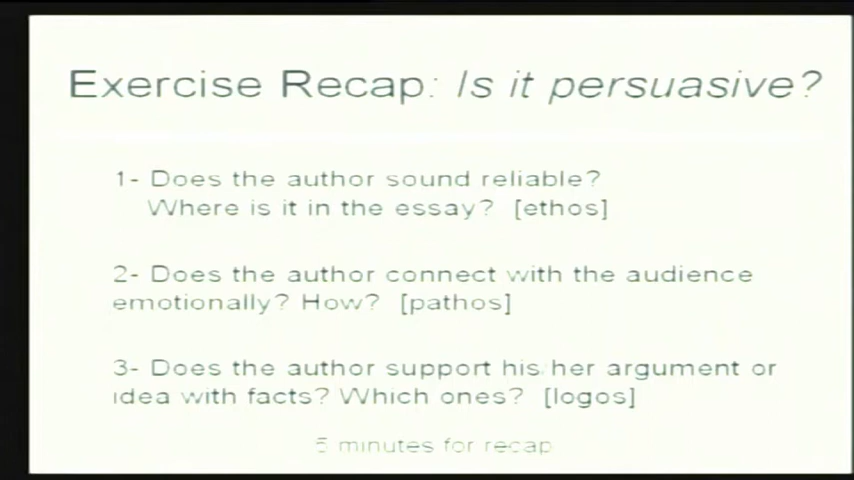 Exercise Recap: Is it persuasive?
1- Does the author sound reliable?
Where is it in the essay? [ethos]
2- Does the author connect with the audience
emotionally? How? [pathos]
3- Does the author support his/her argument or
idea with facts? Which ones? [logos]
5 minutes for recap